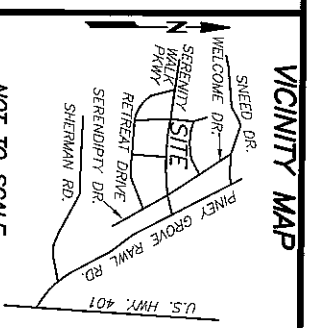 VICINITY MAP
N
SNEED DR.
WELCOME DR.
SERENITY
WALK
PKWY
SITE
RETREAT DRIVE
SERENDIPTY DR.
SHERMAN RD.
PINEY GROVE RAWL RD.
U.S. HWY. 401
NOT TO SCALE